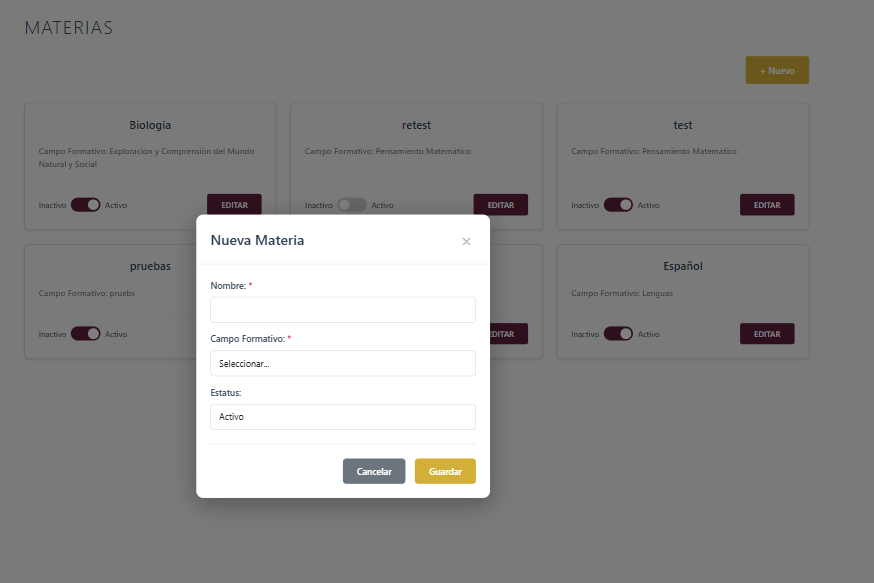 MATERIAS
+ Nuevo
Biología
Campo Formativo: Exploración y Comprensión del Mundo
Natural y Social
Inactivo Activo EDITAR
retest
Campo Formativo: Pensamiento Matemático
Inactivo Activo EDITAR
test
Campo Formativo: Pensamiento Matemático
Inactivo Activo EDITAR
pruebas
Campo Formativo: pruebs
Inactivo Activo
EDITAR
Español
Campo Formativo: Lenguas
Inactivo Activo EDITAR
Nueva Materia ×
Nombre: *
Campo Formativo: *
Seleccionar...
Estatus:
Activo
Cancelar Guardar